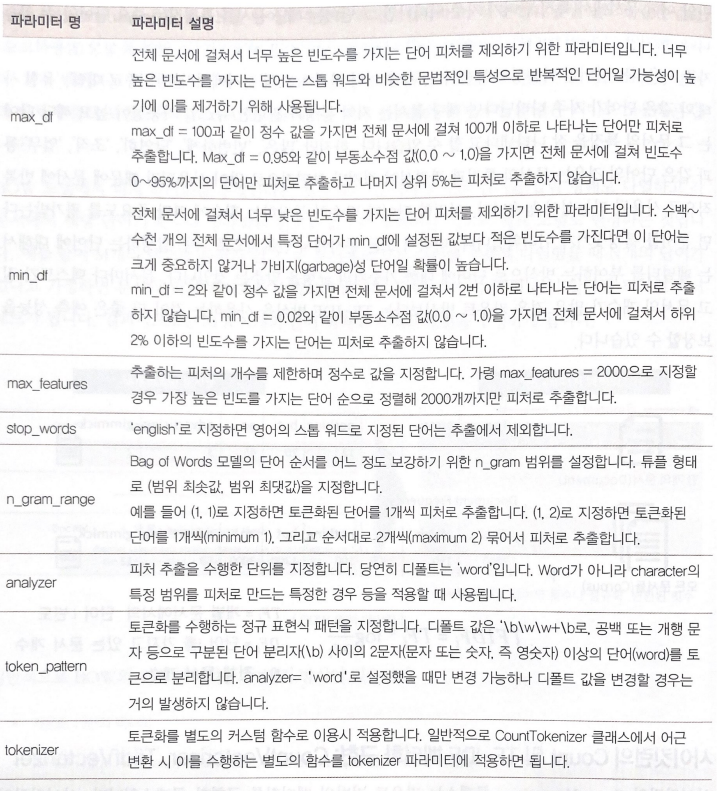 파라미터 명 파라미터 설명
max_df
전체 문서에 걸쳐서 너무 높은 빈도수를 가지는 단어 피처를 제외하기 위한 파라미터입니다. 너무
높은 빈도수를 가지는 단어는 스톱 워드와 비슷한 문법적인 특성으로 반복적인 단어일 가능성이 높
기에 이를 제거하기 위해 사용됩니다.
max_df = 100과 같이 정수 값을 가지면 전체 문서에 걸쳐 100개 이하로 나타나는 단어만 피처로
추출합니다. Max_df = 0.95와 같이 부동소수점 값(0.0 ~ 1.0)을 가지면 전체 문서에 걸쳐 빈도수
0~95%까지의 단어만 피처로 추출하고 나머지 상위 5%는 피처로 추출하지 않습니다.
min_df
전체 문서에 걸쳐서 너무 낮은 빈도수를 가지는 단어 피처를 제외하기 위한 파라미터입니다. 수백~
수천 개의 전체 문서에서 특정 단어가 min_df에 설정된 값보다 적은 빈도수를 가진다면 이 단어는
크게 중요하지 않거나 가비지(garbage)성 단어일 확률이 높습니다.
min_df = 2와 같이 정수 값을 가지면 전체 문서에 걸쳐서 2번 이하로 나타나는 단어는 피처로 추출
하지 않습니다. min_df = 0.02와 같이 부동소수점 값(0.0 ~ 1.0)을 가지면 전체 문서에 걸쳐서 하위
2% 이하의 빈도수를 가지는 단어는 피처로 추출하지 않습니다.
max_features
추출하는 피처의 개수를 제한하며 정수로 값을 지정합니다. 가령 max_features = 2000으로 지정할
경우 가장 높은 빈도를 가지는 단어 순으로 정렬해 2000개까지만 피처로 추출합니다.
stop_words 'english'로 지정하면 영어의 스톱 워드로 지정된 단어는 추출에서 제외합니다.
n_gram_range
Bag of Words 모델의 단어 순서를 어느 정도 보강하기 위한 n_gram 범위를 설정합니다. 튜플 형태
로 (범위 최솟값, 범위 최댓값)을 지정합니다.
예를 들어 (1, 1)로 지정하면 토큰화된 단어를 1개씩 피처로 추출합니다. (1, 2)로 지정하면 토큰화된
단어를 1개씩(minimum 1), 그리고 순서대로 2개씩(maximum 2) 묶어서 피처로 추출합니다.
analyzer
피처 추출을 수행한 단위를 지정합니다. 당연히 디폴트는 'word'입니다. Word가 아니라 character의
특정 범위를 피처로 만드는 특정한 경우 등을 적용할 때 사용됩니다.
token_pattern
토큰화를 수행하는 정규 표현식 패턴을 지정합니다. 디폴트 값은 '\b\w\w+\b로, 공백 또는 개행 문
자 등으로 구분된 단어 분리자(\b) 사이의 2문자(문자 또는 숫자, 즉 영숫자) 이상의 단어(word)를 토
큰으로 분리합니다. analyzer= 'word'로 설정했을 때만 변경 가능하나 디폴트 값을 변경할 경우는
거의 발생하지 않습니다.
tokenizer
토큰화를 별도의 커스텀 함수로 이용시 적용합니다. 일반적으로 CountTokenizer 클래스에서 어근
변환 시 이를 수행하는 별도의 함수를 tokenizer 파라미터에 적용하면 됩니다.